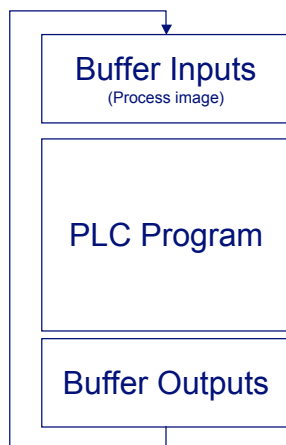 Buffer Inputs
(Process image)
PLC Program
Buffer Outputs